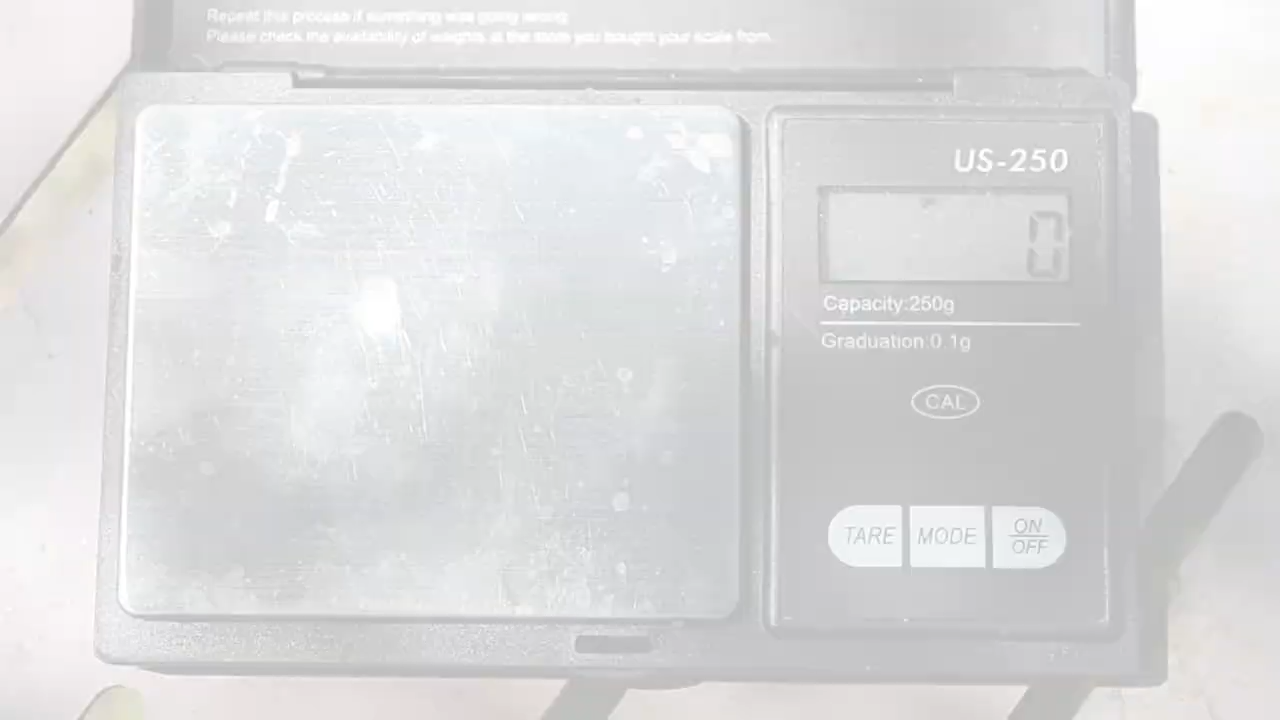 Repeat this process if something was going wrong.
Please check the availability of weights at the store you bought your scale from.
US-250
0
Capacity:250g
Graduation:0.1g
CAL
TARE
MODE
ON
OFF